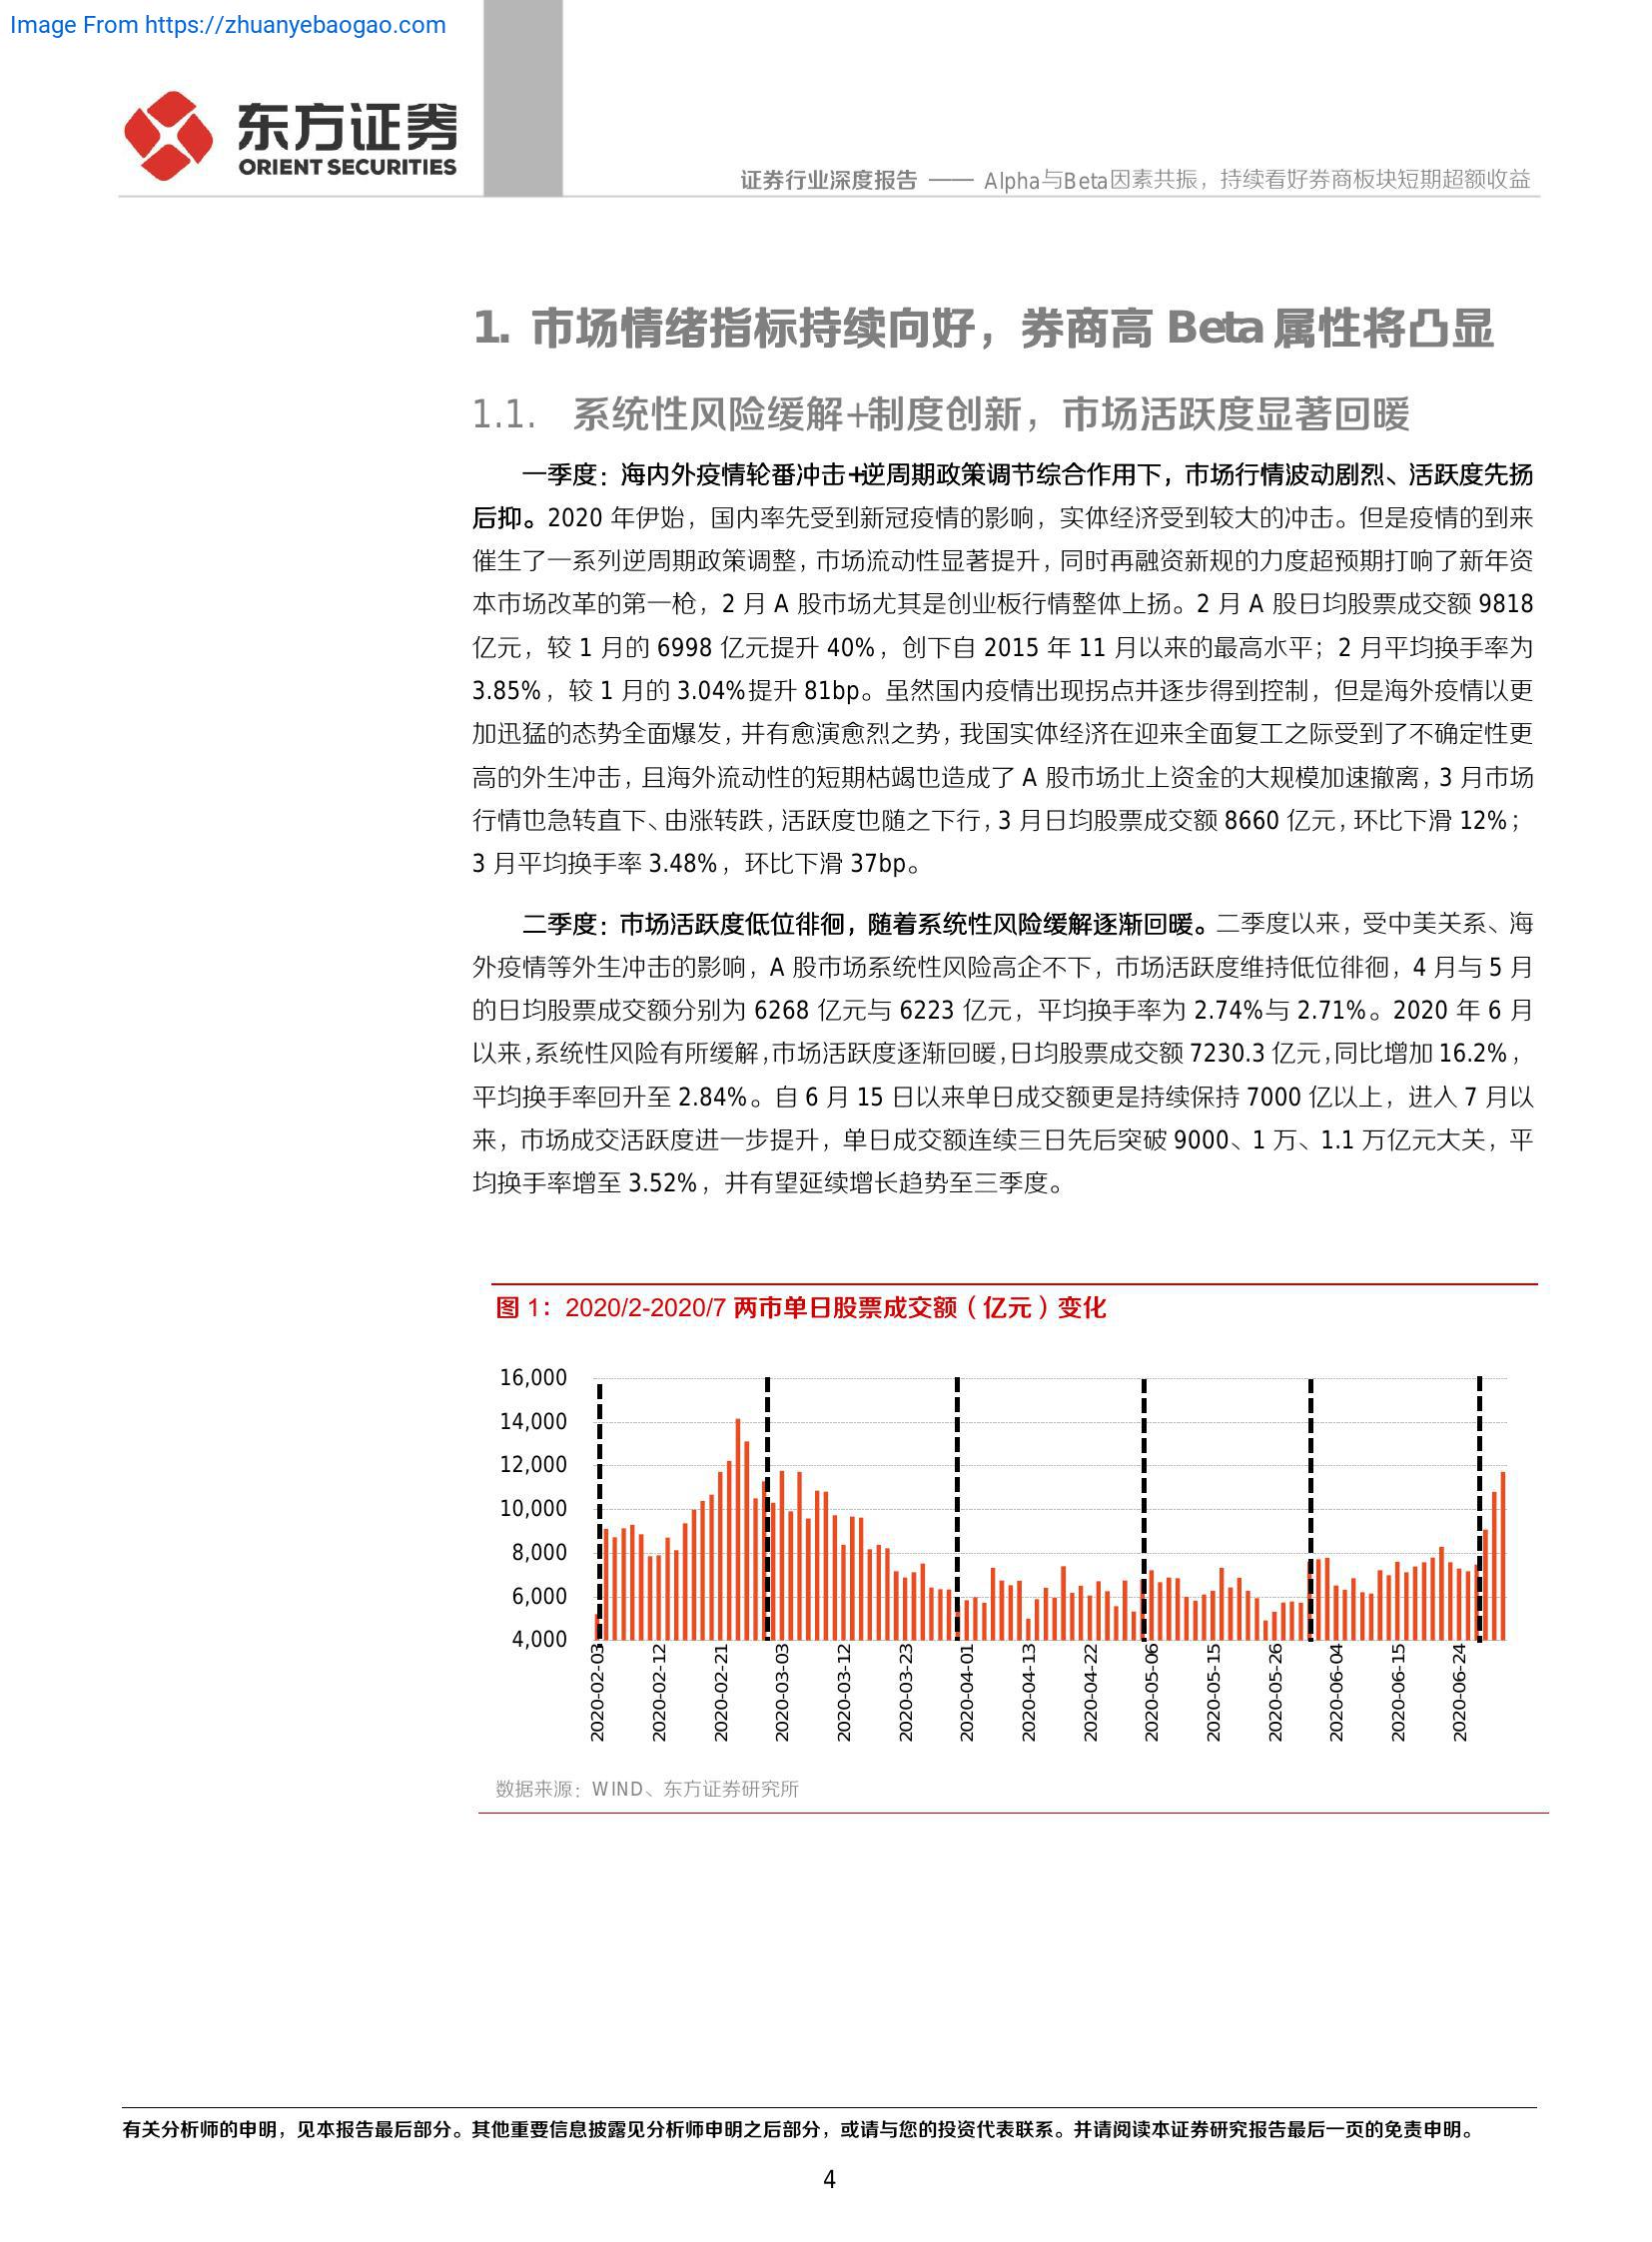 Image From https://zhuanyebaogao.com
东方证券
ORIENT SECURITIES
证券行业深度报告 —— Alpha与Beta因素共振，持续看好券商板块短期超额收益
1. 市场情绪指标持续向好，券商高 Beta 属性将凸显
1.1. 系统性风险缓解+制度创新，市场活跃度显著回暖
一季度：海内外疫情轮番冲击+逆周期政策调节综合作用下，市场行情波动剧烈、活跃度先扬
后抑。2020 年伊始，国内率先受到新冠疫情的影响，实体经济受到较大的冲击。但是疫情的到来
催生了一系列逆周期政策调整，市场流动性显著提升，同时再融资新规的力度超预期打响了新年资
本市场改革的第一枪，2 月 A 股市场尤其是创业板行情整体上扬。2 月 A 股日均股票成交额 9818
亿元，较 1 月的 6998 亿元提升 40%，创下自 2015 年 11 月以来的最高水平；2 月平均换手率为
3.85%，较 1 月的 3.04%提升 81bp。虽然国内疫情出现拐点并逐步得到控制，但是海外疫情以更
加迅猛的态势全面爆发，并有愈演愈烈之势，我国实体经济在迎来全面复工之际受到了不确定性更
高的外生冲击，且海外流动性的短期枯竭也造成了 A 股市场北上资金的大规模加速撤离，3 月市场
行情也急转直下、由涨转跌，活跃度也随之下行，3 月日均股票成交额 8660 亿元，环比下滑 12%；
3 月平均换手率 3.48%，环比下滑 37bp。
二季度：市场活跃度低位徘徊，随着系统性风险缓解逐渐回暖。二季度以来，受中美关系、海
外疫情等外生冲击的影响，A 股市场系统性风险高企不下，市场活跃度维持低位徘徊，4 月与 5 月
的日均股票成交额分别为 6268 亿元与 6223 亿元，平均换手率为 2.74%与 2.71%。2020 年 6 月
以来，系统性风险有所缓解，市场活跃度逐渐回暖，日均股票成交额 7230.3 亿元，同比增加 16.2%，
平均换手率回升至 2.84%。自 6 月 15 日以来单日成交额更是持续保持 7000 亿以上，进入 7 月以
来，市场成交活跃度进一步提升，单日成交额连续三日先后突破 9000、1 万、1.1 万亿元大关，平
均换手率增至 3.52%，并有望延续增长趋势至三季度。
图 1：2020/2-2020/7 两市单日股票成交额（亿元）变化
16,000
14,000
12,000
10,000
8,000
6,000
4,000
2020-02-03
2020-02-12
2020-02-21
2020-03-03
2020-03-12
2020-03-23
2020-04-01
2020-04-13
2020-04-22
2020-05-06
2020-05-15
2020-05-26
2020-06-04
2020-06-15
2020-06-24
数据来源：WIND、东方证券研究所
有关分析师的申明，见本报告最后部分。其他重要信息披露见分析师申明之后部分，或请与您的投资代表联系。并请阅读本证券研究报告最后一页的免责申明。
4